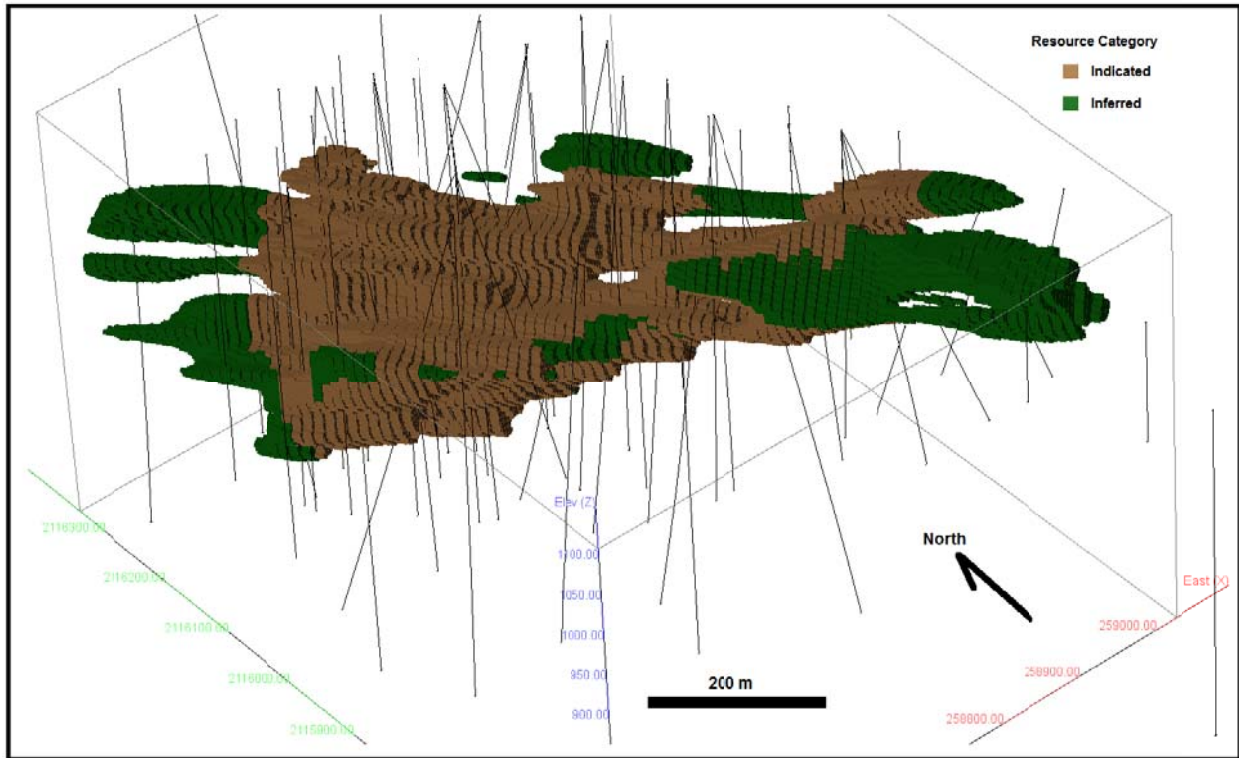 Resource Category
Indicated
Inferred
Elev (Z)
2116300.00
2116200.00
2116100.00
2116000.00
2115900.00
1100.00
1050.00
1000.00
950.00
900.00
North
East (X)
259000.00
258900.00
258800.00
200 m